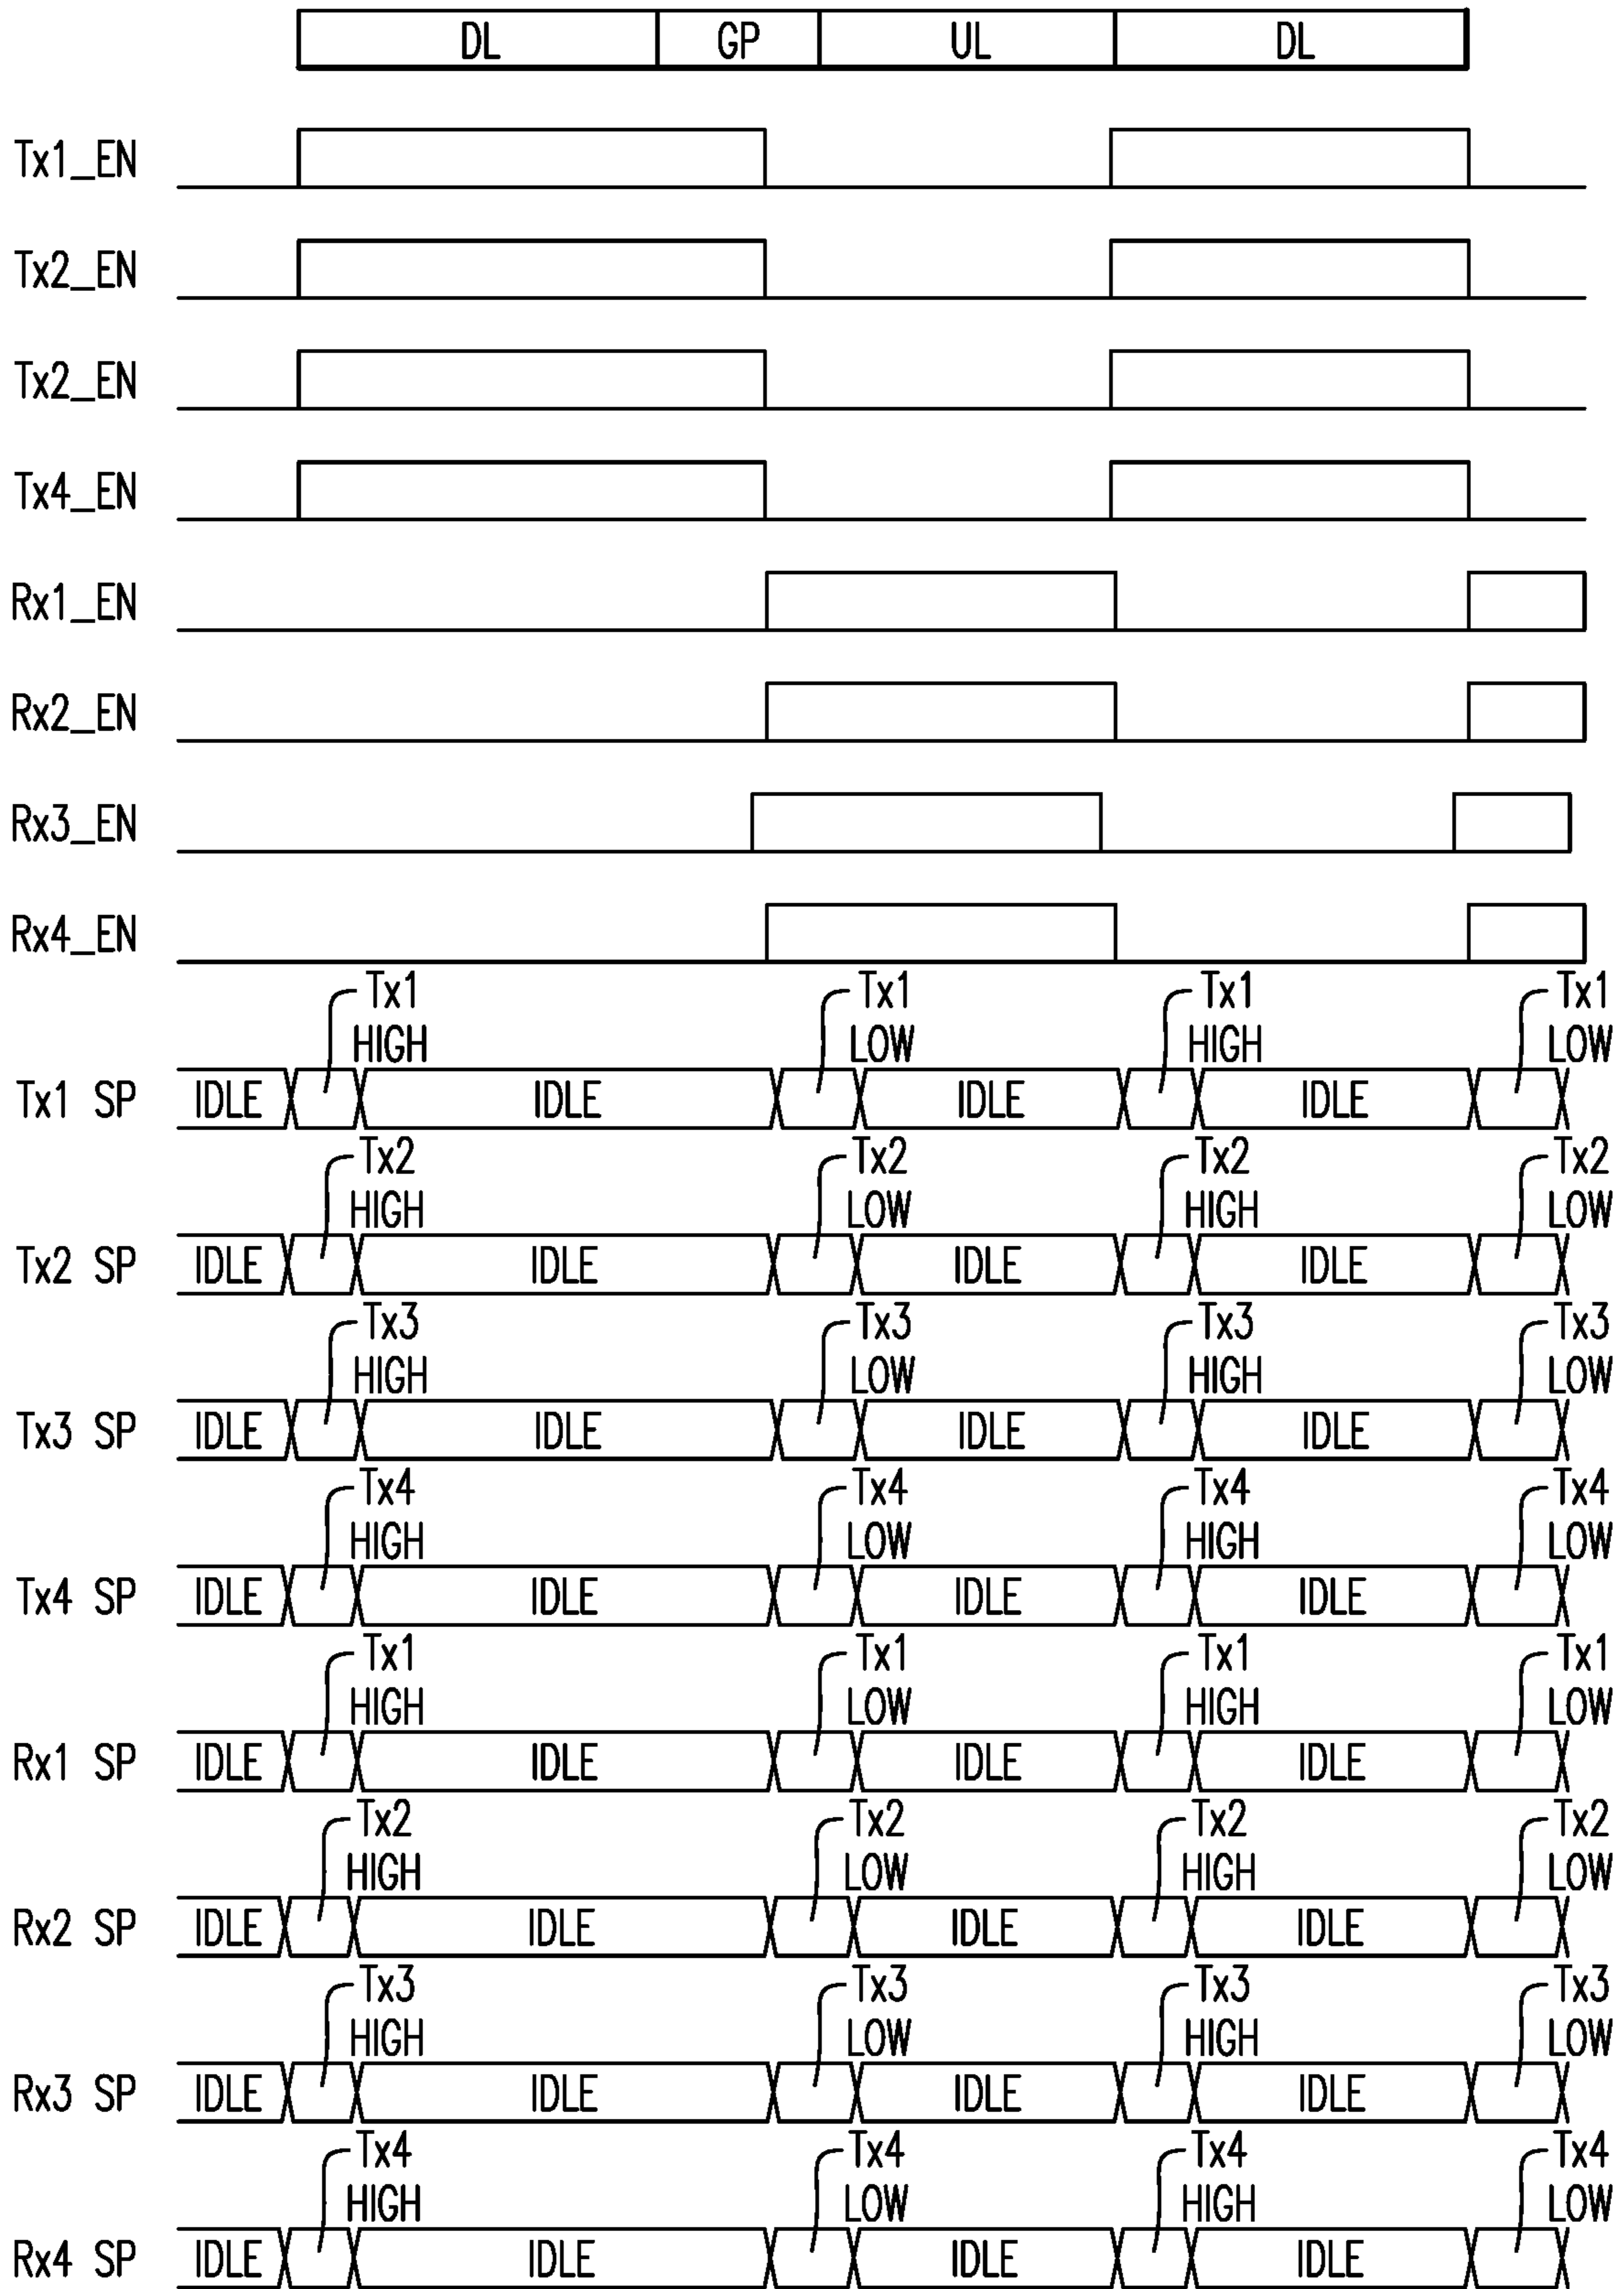 DL GP UL DL
Tx1_EN
Tx2_EN
Tx2_EN
Tx4_EN
Rx1_EN
Rx2_EN
Rx3_EN
Rx4_EN
Tx1 Tx1 Tx1 Tx1
HIGH LOW HIGH LOW
Tx1 SP IDLE IDLE IDLE IDLE
Tx2 Tx2 Tx2 Tx2
HIGH LOW HIGH LOW
Tx2 SP IDLE IDLE IDLE IDLE
Tx3 Tx3 Tx3 Tx3
HIGH LOW HIGH LOW
Tx3 SP IDLE IDLE IDLE IDLE
Tx4 Tx4 Tx4 Tx4
HIGH LOW HIGH LOW
Tx4 SP IDLE IDLE IDLE IDLE
Tx1 Tx1 Tx1 Tx1
HIGH LOW HIGH LOW
Rx1 SP IDLE IDLE IDLE IDLE
Tx2 Tx2 Tx2 Tx2
HIGH LOW HIGH LOW
Rx2 SP IDLE IDLE IDLE IDLE
Tx3 Tx3 Tx3 Tx3
HIGH LOW HIGH LOW
Rx3 SP IDLE IDLE IDLE IDLE
Tx4 Tx4 Tx4 Tx4
HIGH LOW HIGH LOW
Rx4 SP IDLE IDLE IDLE IDLE